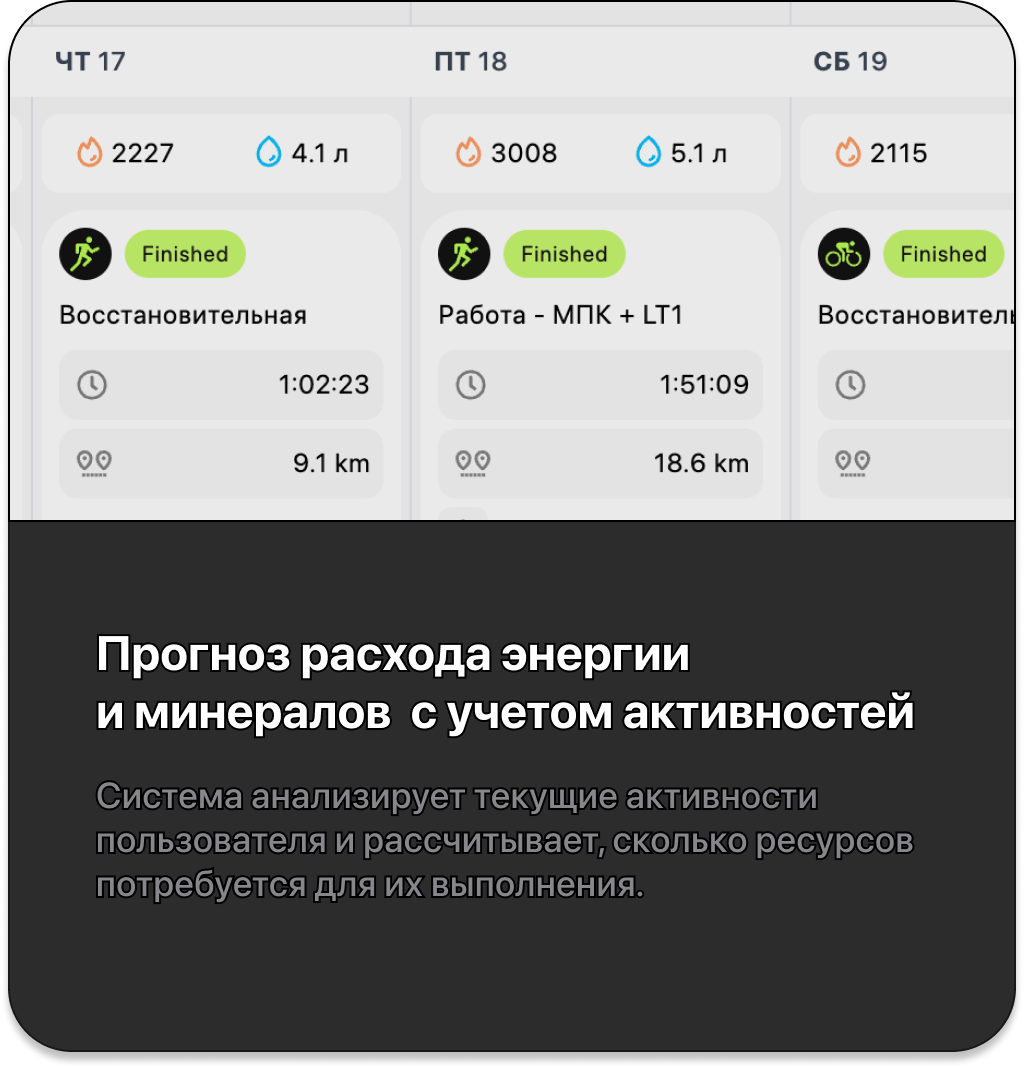 ЧТ 17
ПТ 18
СБ 19
2227
4.1 л
3008
5.1 л
2115
Finished
Finished
Finished
Восстановительная
Работа - МПК + LT1
Восстановитель
1:02:23
1:51:09
9.1 km
18.6 km
Прогноз расхода энергии
и минералов с учетом активностей
Система анализирует текущие активности
пользователя и рассчитывает, сколько ресурсов
потребуется для их выполнения.